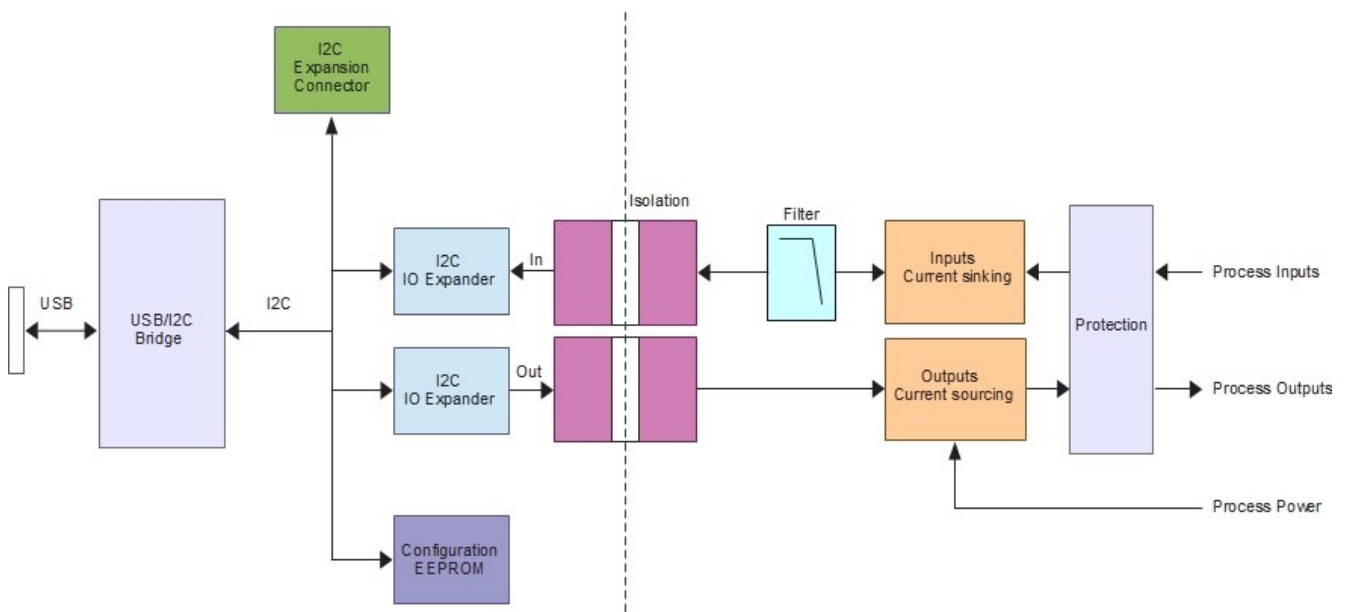 I2C
Expansion
Connector
Isolation
Filter
I2C
IO Expander
In
Inputs
Current sinking
Process Inputs
USB
USB/I2C
Bridge
I2C
Protection
I2C
IO Expander
Out
Outputs
Current sourcing
Process Outputs
Process Power
Configuration
EEPROM